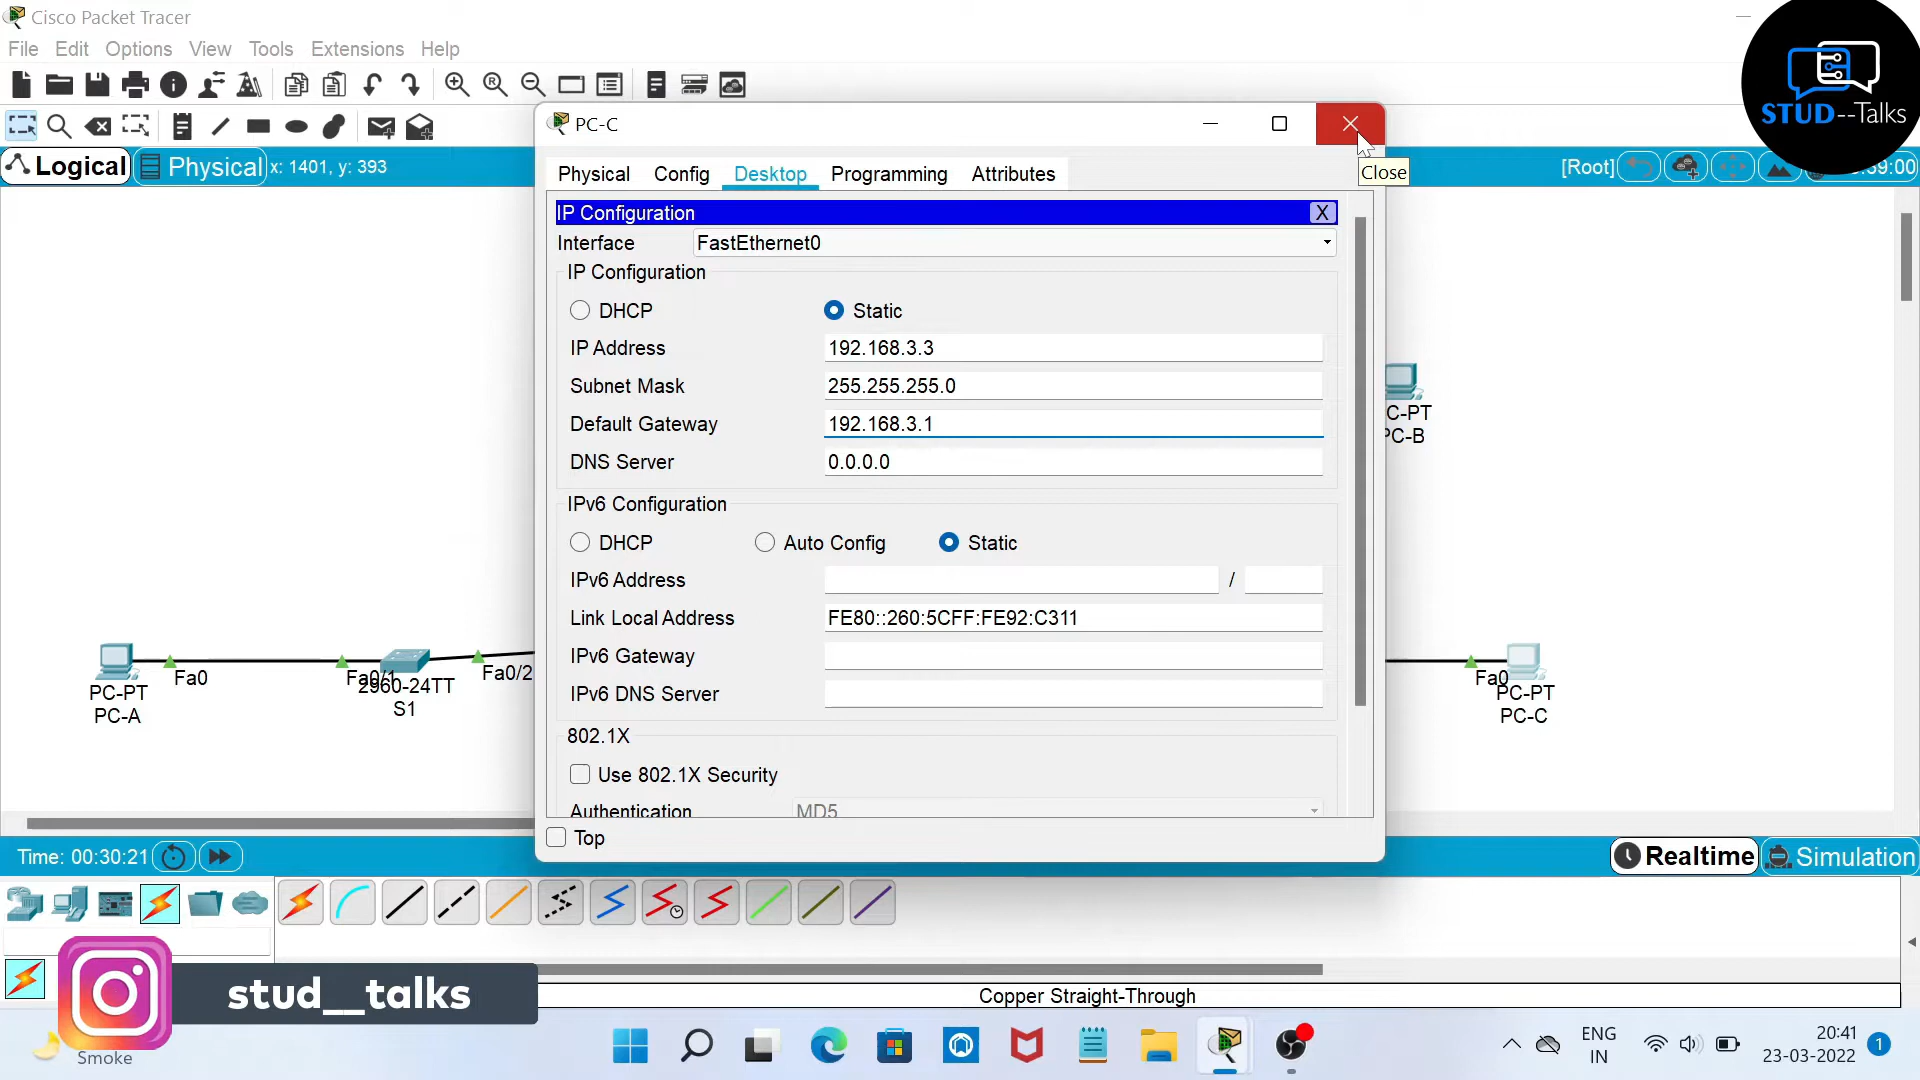 Cisco Packet Tracer
File Edit Options View Tools Extensions Help
STUD--Talks
PC-C
Logical Physical x: 1401, y: 393
[Root]
:39:00
Close
Physical Config Desktop Programming Attributes
IP Configuration X
Interface FastEthernet0
IP Configuration
DHCP Static
IP Address 192.168.3.3
Subnet Mask 255.255.255.0
Default Gateway 192.168.3.1
DNS Server 0.0.0.0
IPv6 Configuration
DHCP Auto Config Static
IPv6 Address /
Link Local Address FE80::260:5CFF:FE92:C311
IPv6 Gateway
IPv6 DNS Server
802.1X
Use 802.1X Security
Authentication MD5
Top
C-PT
PC-B
Fa0
PC-PT
PC-A
Fa0/1
2960-24TT
S1
Fa0/2
Fa0
PC-PT
PC-C
Time: 00:30:21
Realtime Simulation
stud__talks
Copper Straight-Through
Smoke
ENG
IN
20:41
23-03-2022
1